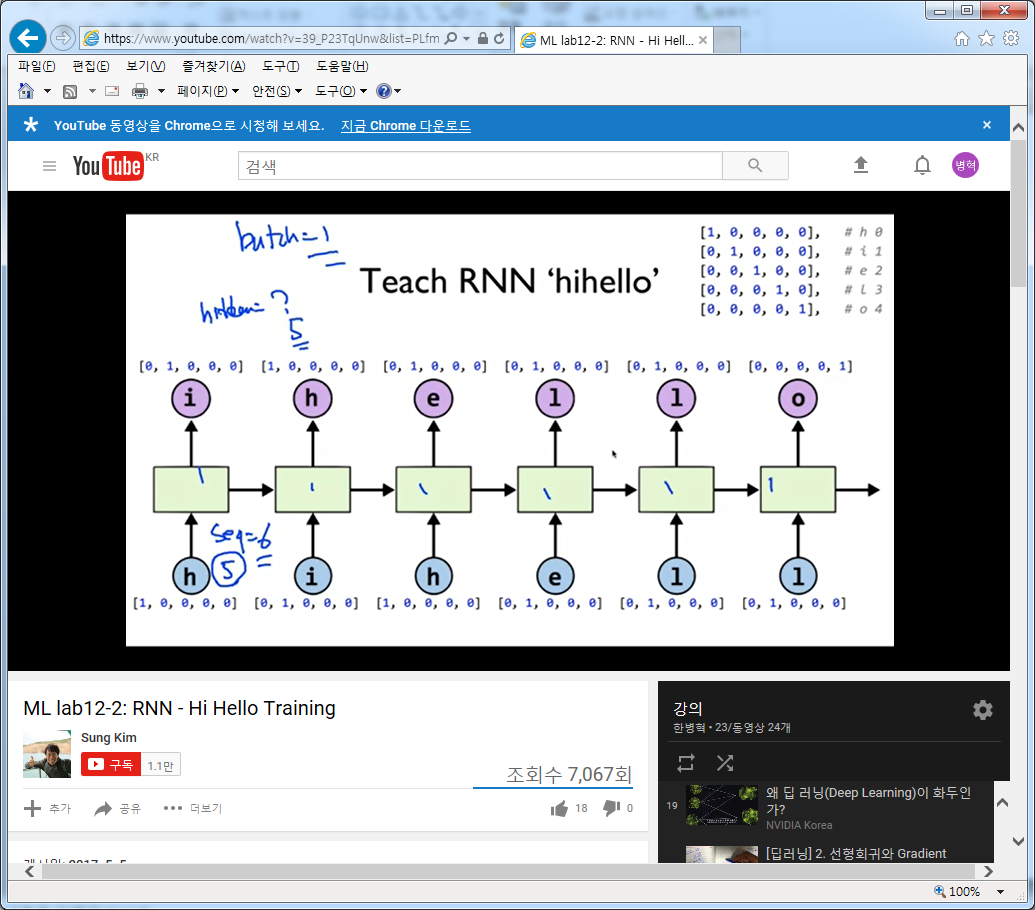 https://www.youtube.com/watch?v=39_P23TqUnw&list=PLfm
ML lab12-2: RNN - Hi Hell...
파일(F) 편집(E) 보기(V) 즐겨찾기(A) 도구(T) 도움말(H)
페이지(P) 안전(S) 도구(O)
YouTube 동영상을 Chrome으로 시청해 보세요. 지금 Chrome 다운로드
YouTube KR
검색
병혁
batch=1
[1, 0, 0, 0, 0], # h 0
[0, 1, 0, 0, 0], # i 1
[0, 0, 1, 0, 0], # e 2
[0, 0, 0, 1, 0], # l 3
[0, 0, 0, 0, 1], # o 4
Teach RNN ‘hihello’
hidden=?
5
[0, 1, 0, 0, 0] [1, 0, 0, 0, 0] [0, 1, 0, 0, 0] [0, 1, 0, 0, 0] [0, 1, 0, 0, 0] [0, 0, 0, 0, 1]
i h e l l o
seq=6
5
h i h e l l
[1, 0, 0, 0, 0] [0, 1, 0, 0, 0] [1, 0, 0, 0, 0] [0, 1, 0, 0, 0] [0, 1, 0, 0, 0] [0, 1, 0, 0, 0]
ML lab12-2: RNN - Hi Hello Training
Sung Kim
구독 1.1만
조회수 7,067회
추가 공유 더보기 18 0
강의
한병혁 • 23/동영상 24개
19
왜 딥 러닝(Deep Learning)이 화두인
가?
NVIDIA Korea
[딥러닝] 2. 선형회귀와 Gradient
100%